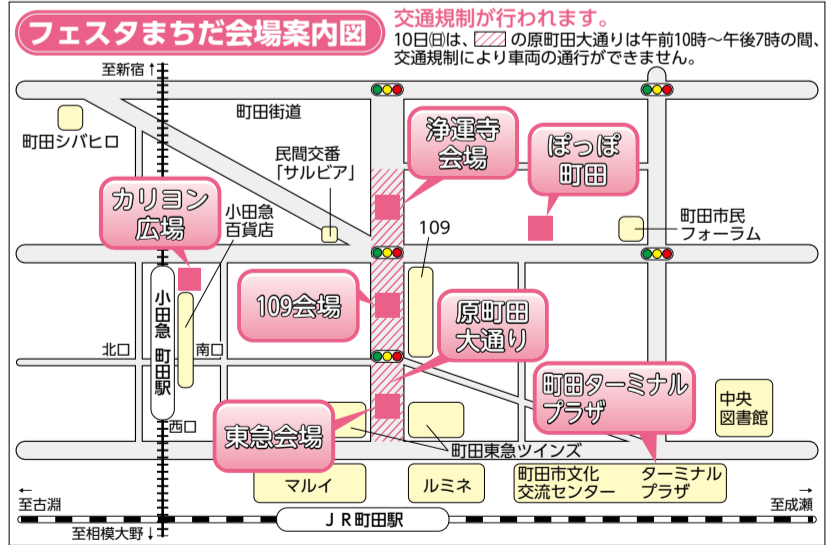 フェスタまちだ会場案内図
交通規制が行われます。
10日㈰は、の原町田大通りは午前10時〜午後7時の間、
交通規制により車両の通行ができません。
至新宿↑
町田街道
町田シバヒロ
民間交番
「サルビア」
浄運寺
会場
ぽっぽ
町田
カリヨン
広場
小田急
百貨店
109
町田市民
フォーラム
109会場
原町田
大通り
小田急 町田駅
北口
南口
西口
町田ターミナル
プラザ
中央
図書館
東急会場
町田東急ツインズ
マルイ
ルミネ
町田市文化
交流センター
ターミナル
プラザ
←
至古淵
→
至成瀬
JR町田駅
至相模大野↓